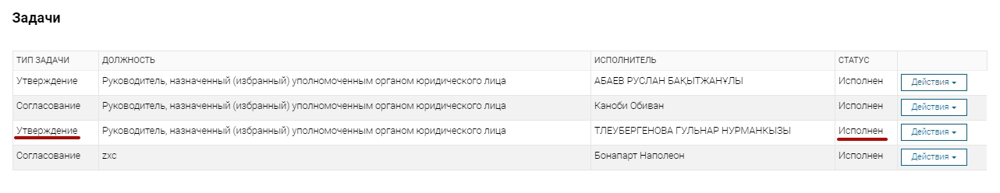 Задачи
ТИП ЗАДАЧИ ДОЛЖНОСТЬ ИСПОЛНИТЕЛЬ СТАТУС
Утверждение Руководитель, назначенный (избранный) уполномоченным органом юридического лица АБАЕВ РУСЛАН БАҚЫТЖАНҰЛЫ Исполнен Действия
Согласование Руководитель, назначенный (избранный) уполномоченным органом юридического лица Каноби Обиван Исполнен Действия
Утверждение Руководитель, назначенный (избранный) уполномоченным органом юридического лица ТЛЕУБЕРГЕНОВА ГУЛЬНАР НУРМАНКЫЗЫ Исполнен Действия
Согласование zxc Бонапарт Наполеон Исполнен Действия